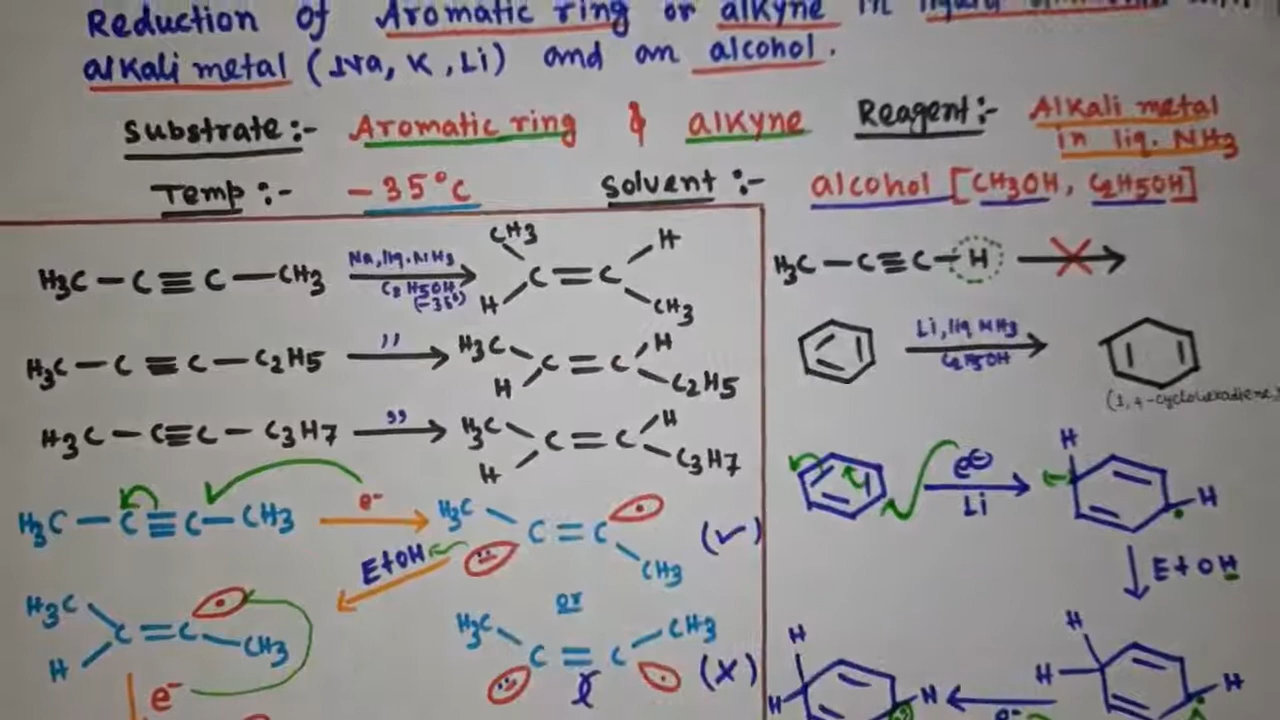 Reduction of Aromatic ring or alkyne in
alkali metal (Na, K, Li) and an alcohol.
Substrate:- Aromatic ring & alkyne Reagent:- Alkali metal
in liq. NH3
Temp:- -35°C Solvent:- alcohol [CH3OH, C2H5OH]
H3C - C ≡ C - CH3 Na, liq. NH3 C2H5OH (-35°) CH3 H C = C H CH3
H3C - C ≡ C - C2H5 ,, H3C H C = C H C2H5
H3C - C ≡ C - C3H7 ,, H3C H C = C H C3H7
H3C - C ≡ C - CH3 e- H3C C = C CH3 (✓)
EtOH
or
H3C C = C CH3 (×)
H3C C = C CH3 H
e-
H3C - C ≡ C - H
Li, liq NH3
C2H5OH
(1,4-cyclohexadiene)
e⊖
Li
H
H
EtOH
H
H
H
H
H
H
e-